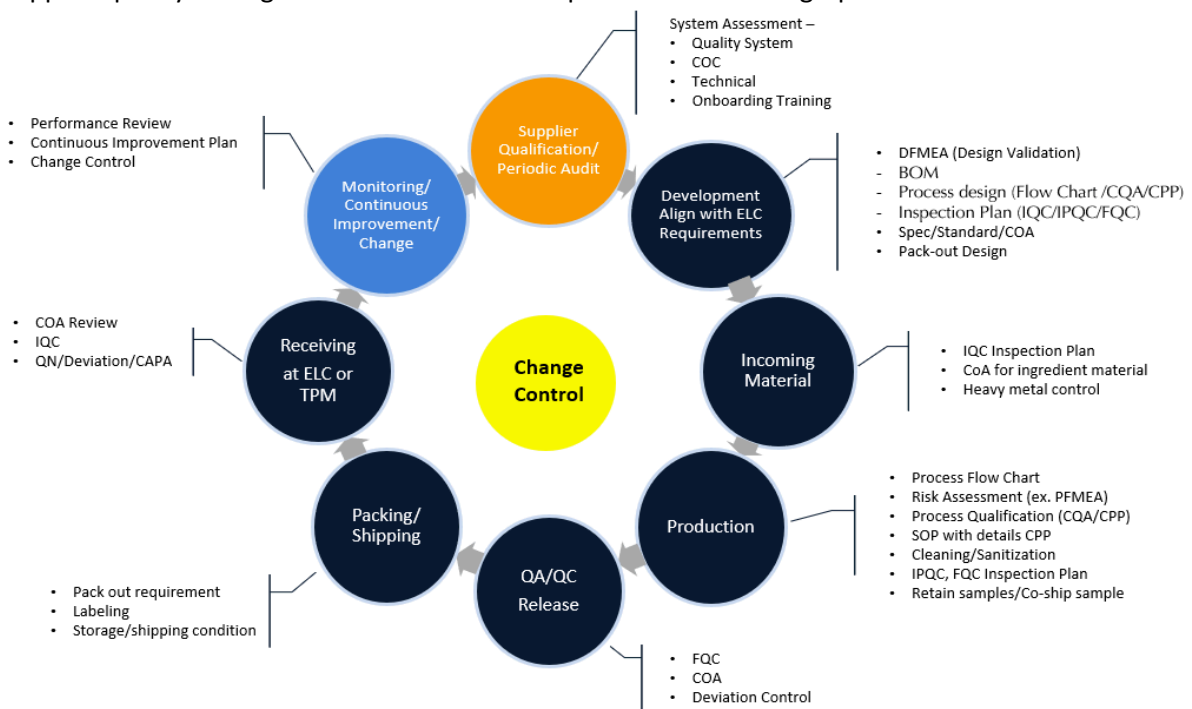 System Assessment –
• Quality System
• COC
• Technical
• Onboarding Training
Supplier
Qualification/
Periodic Audit
• Performance Review
• Continuous Improvement Plan
• Change Control
Monitoring/
Continuous
Improvement/
Change
Development
Align with ELC
Requirements
• DFMEA (Design Validation)
- BOM
- Process design (Flow Chart /CQA/CPP)
- Inspection Plan (IQC/IPQC/FQC)
• Spec/Standard/COA
• Pack-out Design
• COA Review
• IQC
• QN/Deviation/CAPA
Receiving
at ELC or
TPM
Change
Control
Incoming
Material
• IQC Inspection Plan
• CoA for ingredient material
• Heavy metal control
Packing/
Shipping
• Pack out requirement
• Labeling
• Storage/shipping condition
QA/QC
Release
• FQC
• COA
• Deviation Control
Production
• Process Flow Chart
• Risk Assessment (ex. PFMEA)
• Process Qualification (CQA/CPP)
• SOP with details CPP
• Cleaning/Sanitization
• IPQC, FQC Inspection Plan
• Retain samples/Co-ship sample